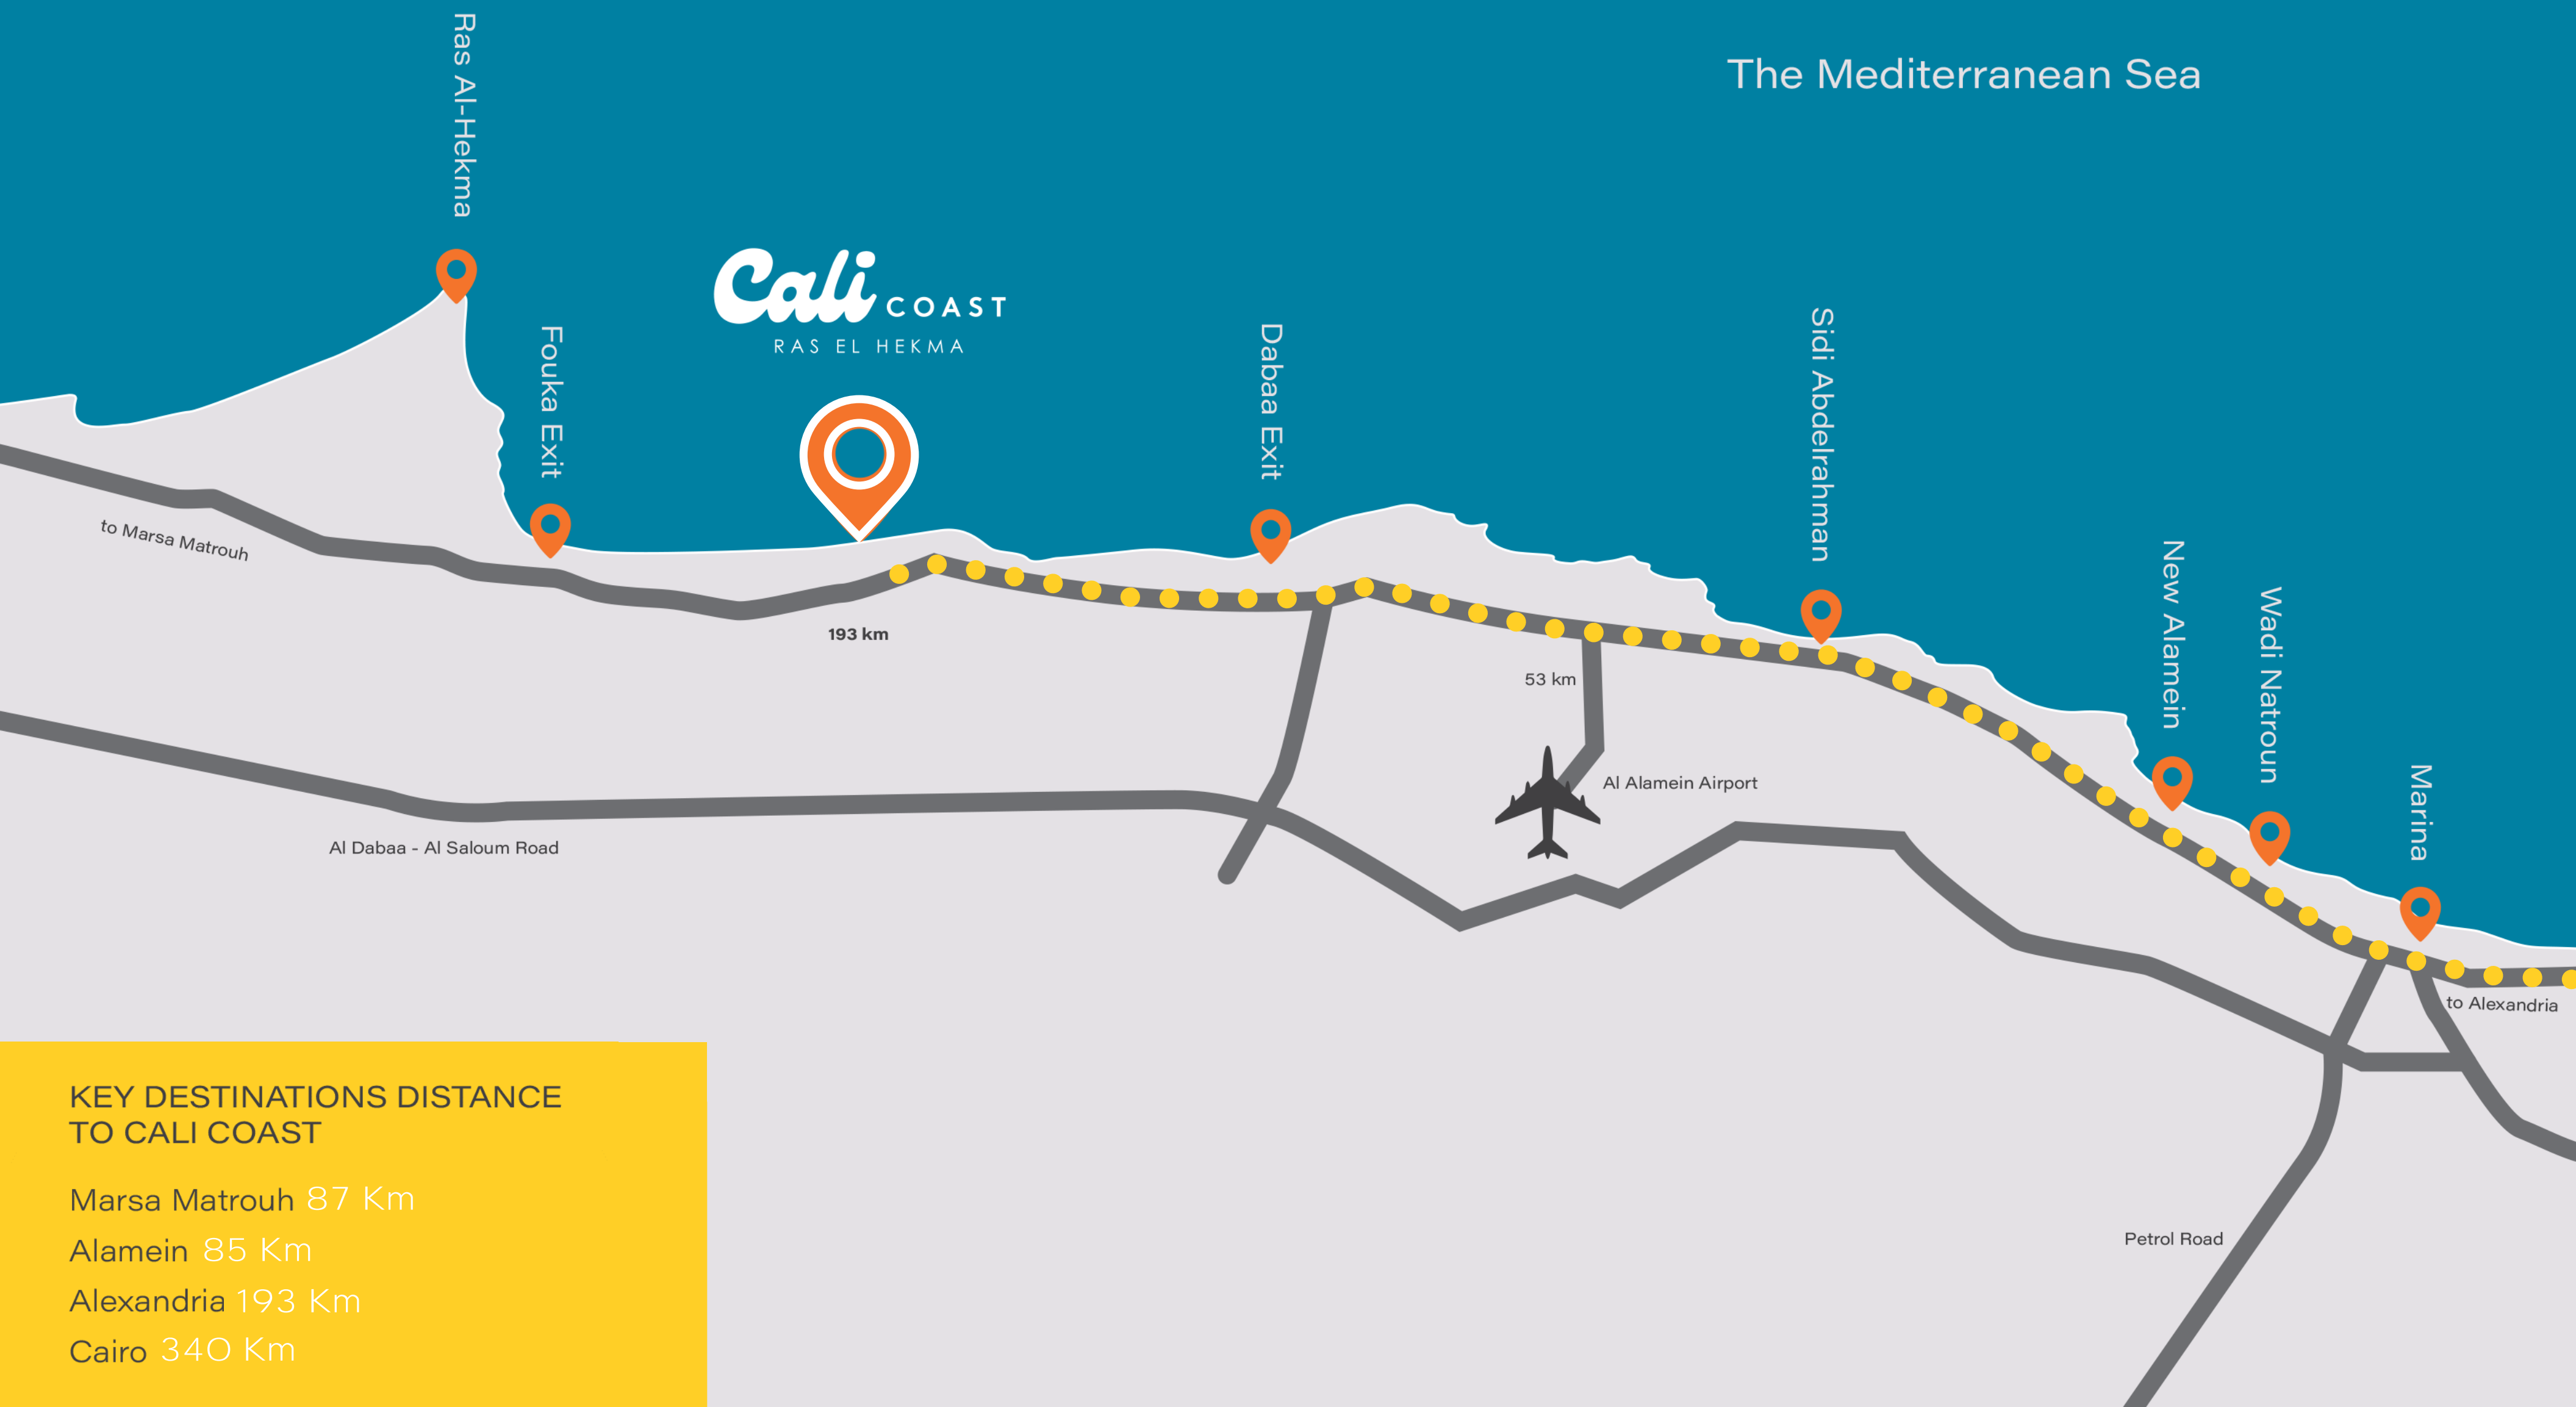 The Mediterranean Sea
Ras Al-Hekma
Fouka Exit
Cali COAST
RAS EL HEKMA
Dabaa Exit
Sidi Abdelrahman
New Alamein
Wadi Natroun
Marina
to Marsa Matrouh
193 km
53 km
Al Alamein Airport
Al Dabaa - Al Saloum Road
to Alexandria
Petrol Road
KEY DESTINATIONS DISTANCE
TO CALI COAST
Marsa Matrouh 87 Km
Alamein 85 Km
Alexandria 193 Km
Cairo 340 Km